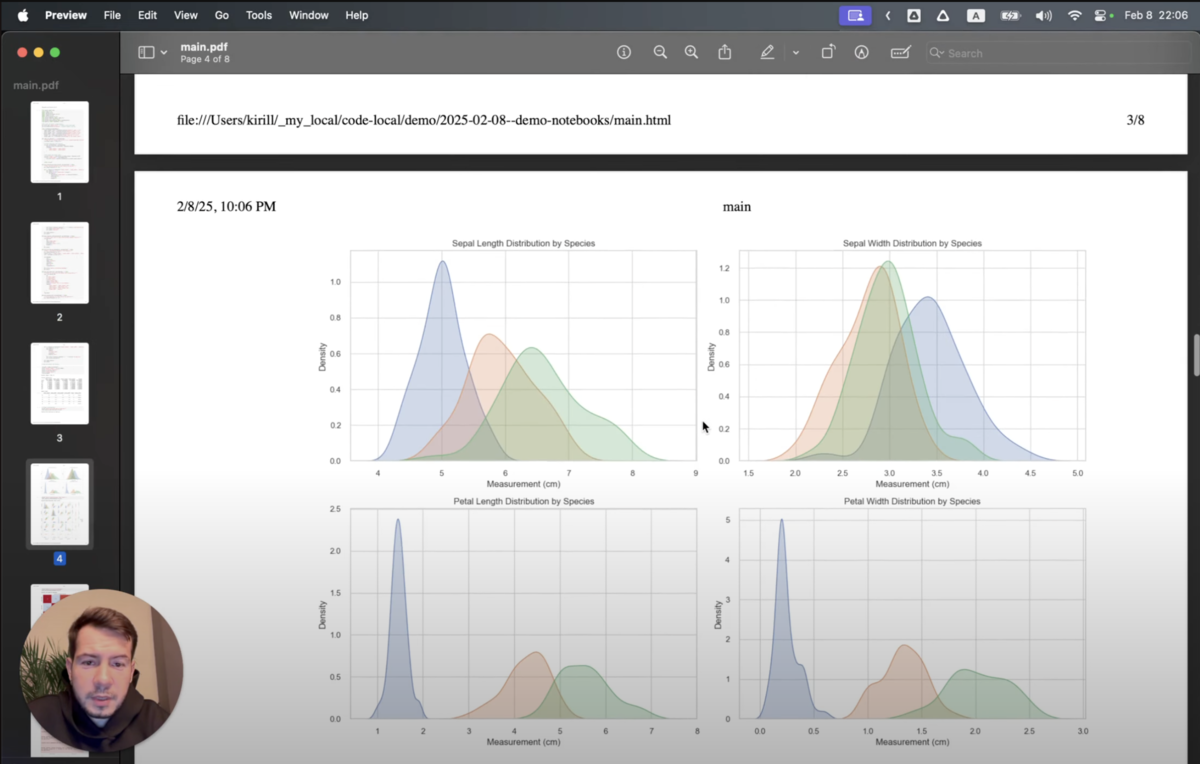 Preview File Edit View Go Tools Window Help
A
Feb 8 22:06
main.pdf
Page 4 of 8
Search
main.pdf
1
2
3
4
file:///Users/kirill/_my_local/code-local/demo/2025-02-08--demo-notebooks/main.html 3/8
2/8/25, 10:06 PM main
Sepal Length Distribution by Species
1.0
0.8
0.6
0.4
0.2
0.0
Density
4 5 6 7 8 9
Measurement (cm)
Sepal Width Distribution by Species
1.2
1.0
0.8
0.6
0.4
0.2
0.0
Density
1.5 2.0 2.5 3.0 3.5 4.0 4.5 5.0
Measurement (cm)
Petal Length Distribution by Species
2.5
2.0
1.5
1.0
0.5
0.0
Density
1 2 3 4 5 6 7 8
Measurement (cm)
Petal Width Distribution by Species
5
4
3
2
1
0
Density
0.0 0.5 1.0 1.5 2.0 2.5 3.0
Measurement (cm)